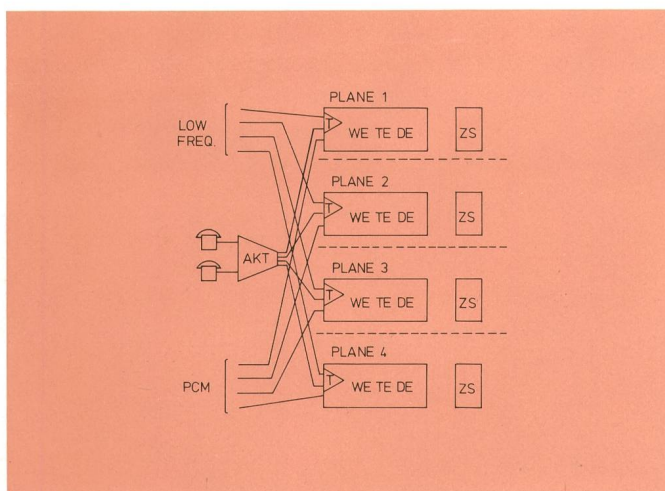 PLANE 1
LOW
FREQ.
T
WE TE DE
ZS
PLANE 2
T
WE TE DE
ZS
AKT
PLANE 3
T
WE TE DE
ZS
PLANE 4
PCM
T
WE TE DE
ZS